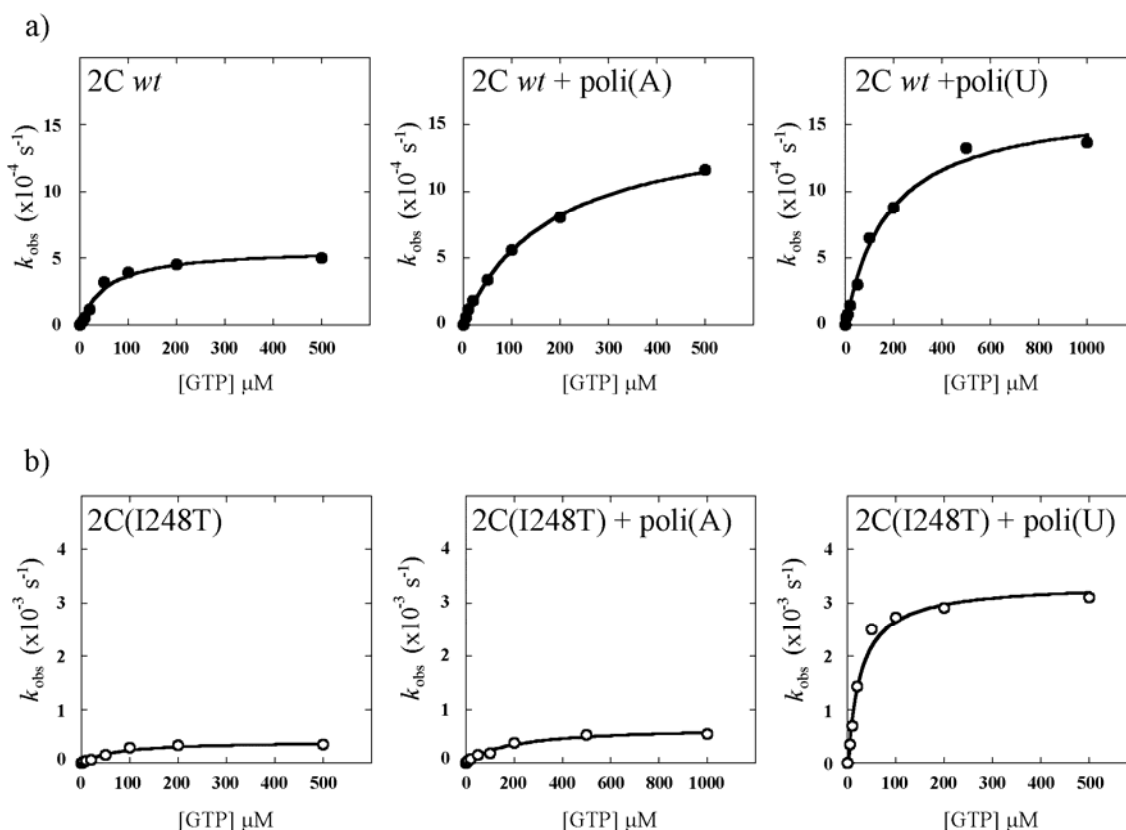 a)
2C wt
2C wt + poli(A)
2C wt +poli(U)
15
10
5
0
kobs (x10-4 s-1)
0 100 200 300 400 500
[GTP] μM
15
10
5
0
kobs (x10-4 s-1)
0 100 200 300 400 500
[GTP] μM
15
10
5
0
kobs (x10-4 s-1)
0 200 400 600 800 1000
[GTP] μM
b)
2C(I248T)
2C(I248T) + poli(A)
2C(I248T) + poli(U)
4
3
2
1
0
kobs (x10-3 s-1)
0 100 200 300 400 500
[GTP] μM
4
3
2
1
0
kobs (x10-3 s-1)
0 200 400 600 800 1000
[GTP] μM
4
3
2
1
0
kobs (x10-3 s-1)
0 100 200 300 400 500
[GTP] μM